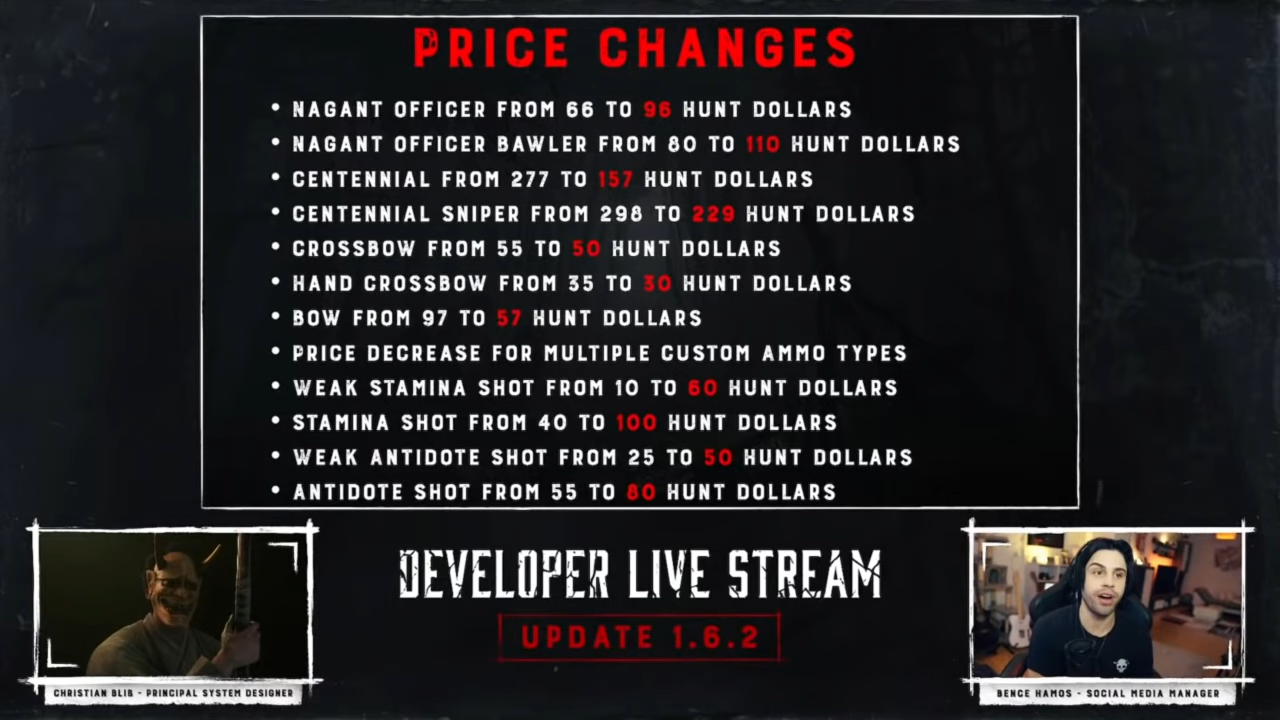 PRICE CHANGES
• NAGANT OFFICER FROM 66 TO 96 HUNT DOLLARS
• NAGANT OFFICER BAWLER FROM 80 TO 110 HUNT DOLLARS
• CENTENNIAL FROM 277 TO 157 HUNT DOLLARS
• CENTENNIAL SNIPER FROM 298 TO 229 HUNT DOLLARS
• CROSSBOW FROM 55 TO 50 HUNT DOLLARS
• HAND CROSSBOW FROM 35 TO 30 HUNT DOLLARS
• BOW FROM 97 TO 57 HUNT DOLLARS
• PRICE DECREASE FOR MULTIPLE CUSTOM AMMO TYPES
• WEAK STAMINA SHOT FROM 10 TO 60 HUNT DOLLARS
• STAMINA SHOT FROM 40 TO 100 HUNT DOLLARS
• WEAK ANTIDOTE SHOT FROM 25 TO 50 HUNT DOLLARS
• ANTIDOTE SHOT FROM 55 TO 80 HUNT DOLLARS
DEVELOPER LIVE STREAM
UPDATE 1.6.2
CHRISTIAN BLIB - PRINCIPAL SYSTEM DESIGNER
BENCE HAMOS - SOCIAL MEDIA MANAGER